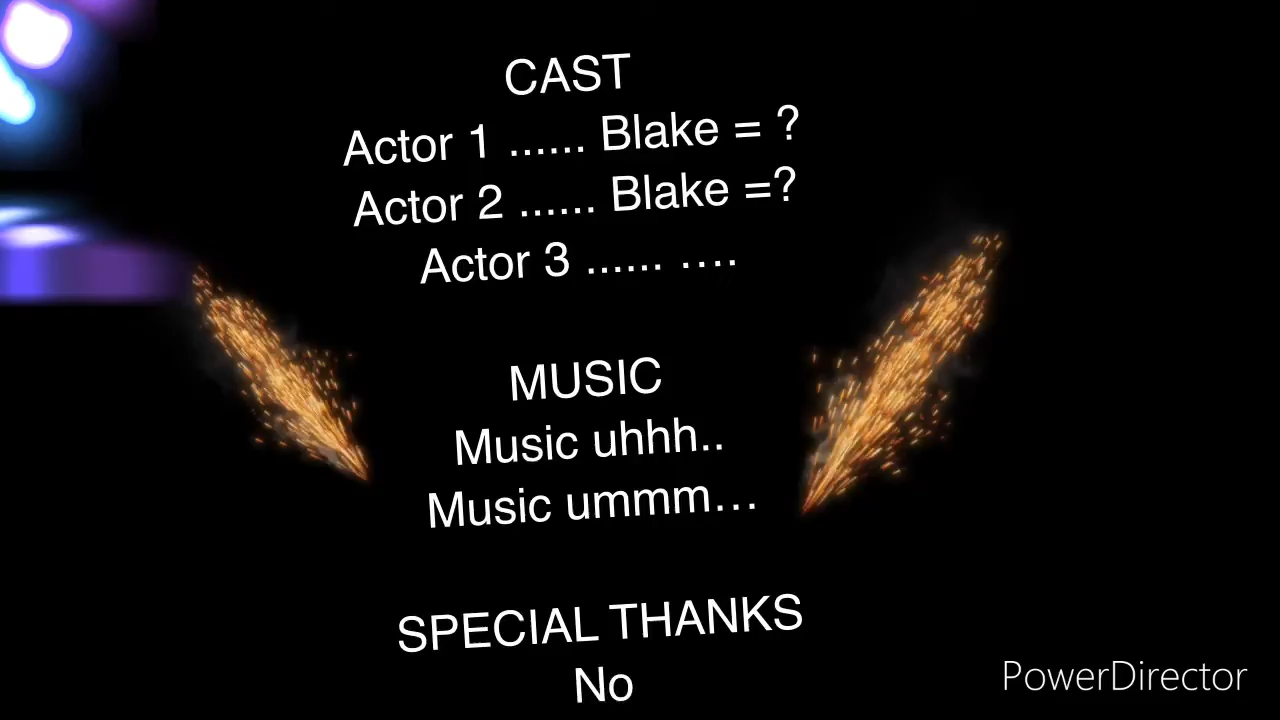 CAST
Actor 1 ...... Blake = ?
Actor 2 ...... Blake =?
Actor 3 ...... ....
MUSIC
Music uhhh..
Music ummm...
SPECIAL THANKS
No
PowerDirector